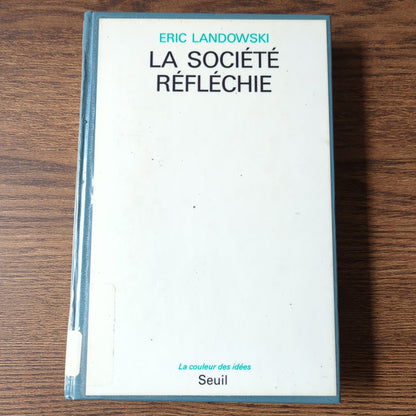 ERIC LANDOWSKI
LA SOCIÉTÉ
RÉFLÉCHIE
La couleur des idées
Seuil